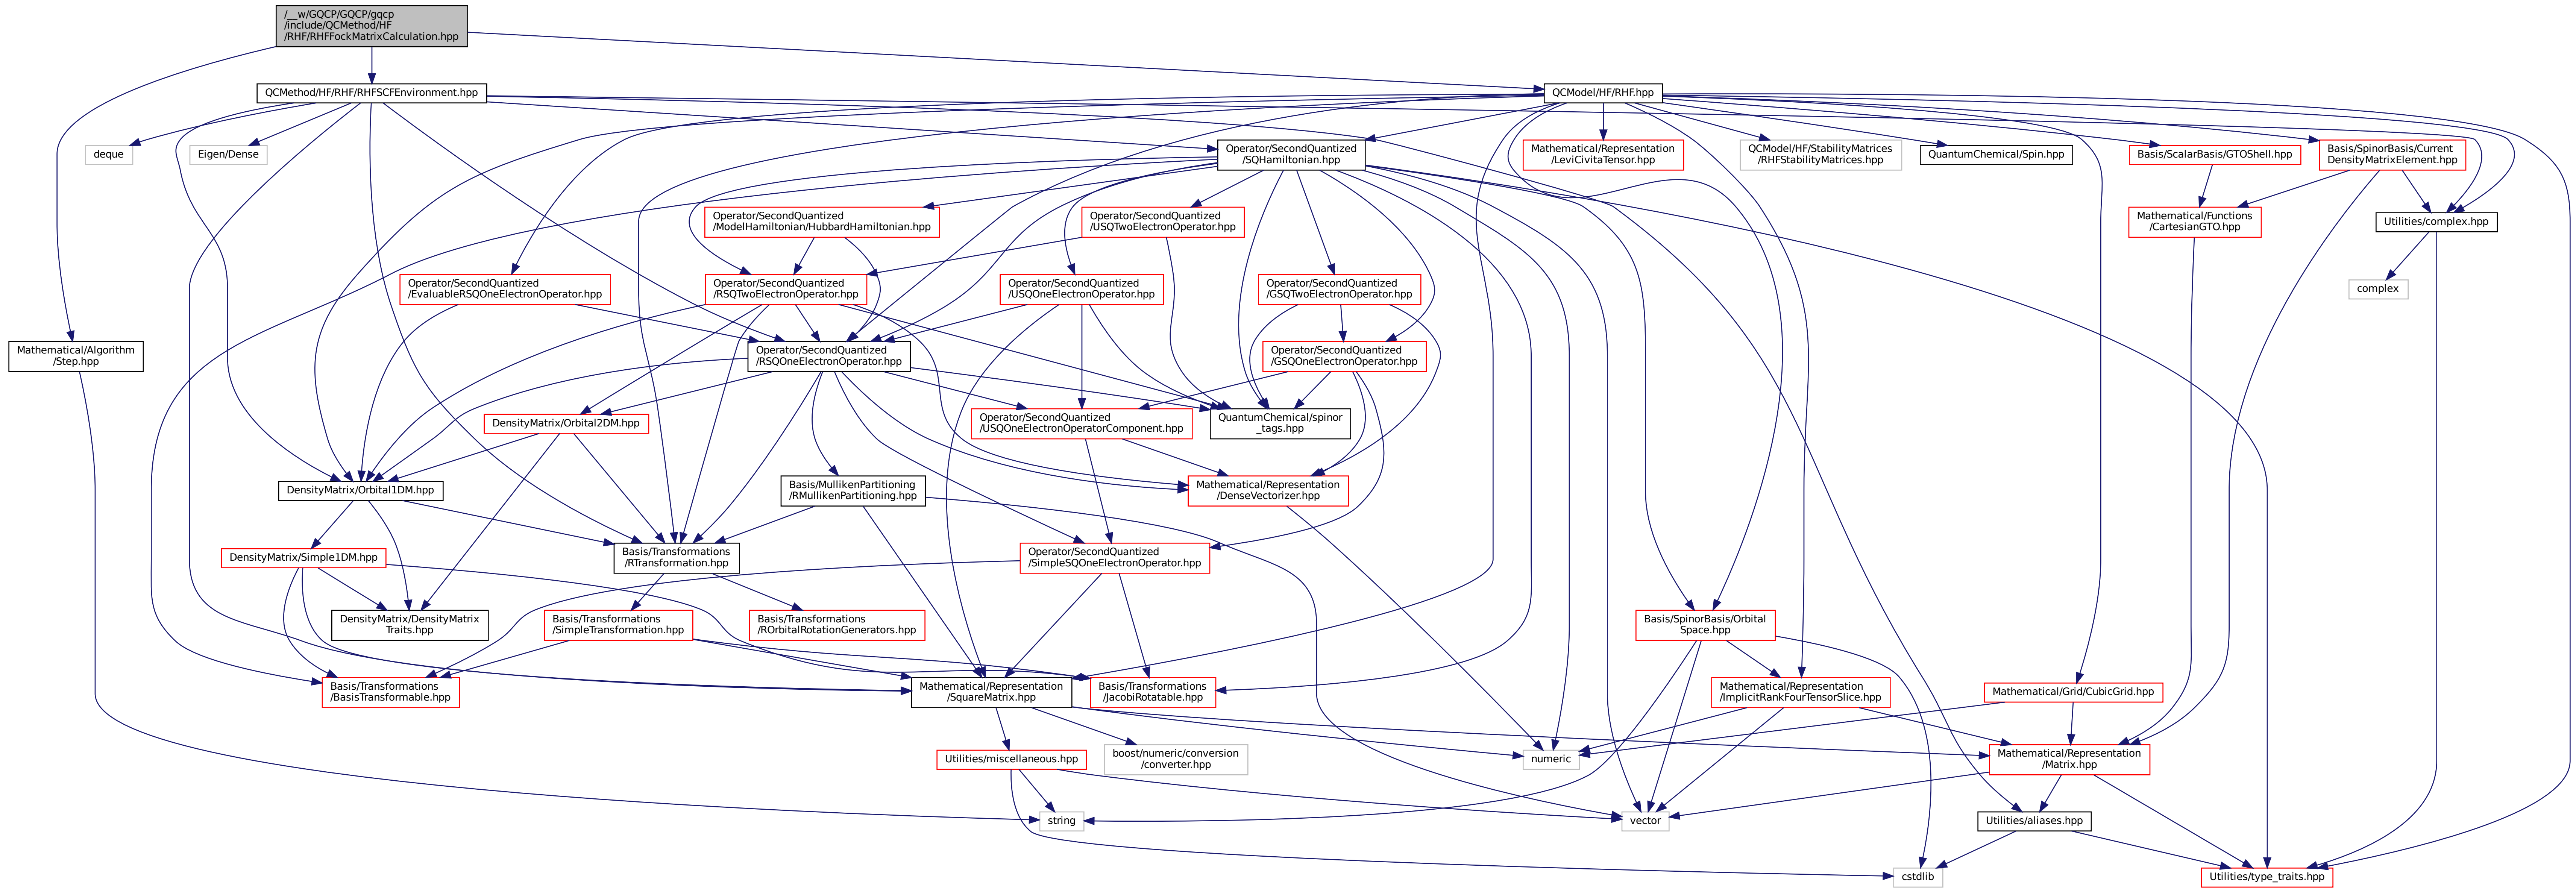 /__w/GQCP/GQCP/gqcp
/include/QCMethod/HF
/RHF/RHFFockMatrixCalculation.hpp
QCMethod/HF/RHF/RHFSCFEnvironment.hpp
QCModel/HF/RHF.hpp
deque
Eigen/Dense
Operator/SecondQuantized
/SQHamiltonian.hpp
Mathematical/Representation
/LeviCivitaTensor.hpp
QCModel/HF/StabilityMatrices
/RHFStabilityMatrices.hpp
QuantumChemical/Spin.hpp
Basis/ScalarBasis/GTOShell.hpp
Basis/SpinorBasis/Current
DensityMatrixElement.hpp
Operator/SecondQuantized
/ModelHamiltonian/HubbardHamiltonian.hpp
Operator/SecondQuantized
/USQTwoElectronOperator.hpp
Mathematical/Functions
/CartesianGTO.hpp
Utilities/complex.hpp
Operator/SecondQuantized
/EvaluableRSQOneElectronOperator.hpp
Operator/SecondQuantized
/RSQTwoElectronOperator.hpp
Operator/SecondQuantized
/USQOneElectronOperator.hpp
Operator/SecondQuantized
/GSQTwoElectronOperator.hpp
complex
Mathematical/Algorithm
/Step.hpp
Operator/SecondQuantized
/RSQOneElectronOperator.hpp
Operator/SecondQuantized
/GSQOneElectronOperator.hpp
DensityMatrix/Orbital2DM.hpp
Operator/SecondQuantized
/USQOneElectronOperatorComponent.hpp
QuantumChemical/spinor
_tags.hpp
DensityMatrix/Orbital1DM.hpp
Basis/MullikenPartitioning
/RMullikenPartitioning.hpp
Mathematical/Representation
/DenseVectorizer.hpp
DensityMatrix/Simple1DM.hpp
Basis/Transformations
/RTransformation.hpp
Operator/SecondQuantized
/SimpleSQOneElectronOperator.hpp
DensityMatrix/DensityMatrix
Traits.hpp
Basis/Transformations
/SimpleTransformation.hpp
Basis/Transformations
/ROrbitalRotationGenerators.hpp
Basis/SpinorBasis/Orbital
Space.hpp
Basis/Transformations
/BasisTransformable.hpp
Mathematical/Representation
/SquareMatrix.hpp
Basis/Transformations
/JacobiRotatable.hpp
Mathematical/Representation
/ImplicitRankFourTensorSlice.hpp
Mathematical/Grid/CubicGrid.hpp
Utilities/miscellaneous.hpp
boost/numeric/conversion
/converter.hpp
numeric
Mathematical/Representation
/Matrix.hpp
string
vector
Utilities/aliases.hpp
cstdlib
Utilities/type_traits.hpp